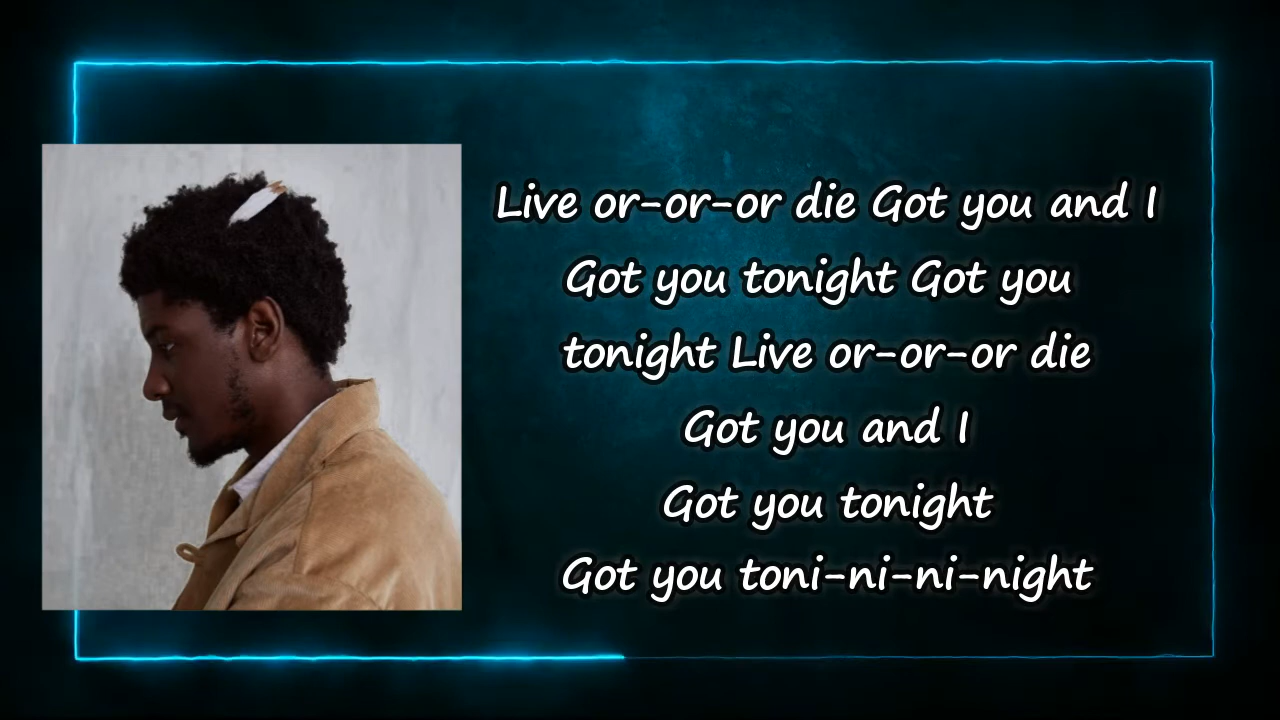 Live or-or-or die Got you and I
Got you tonight Got you
tonight Live or-or-or die
Got you and I
Got you tonight
Got you toni-ni-ni-night